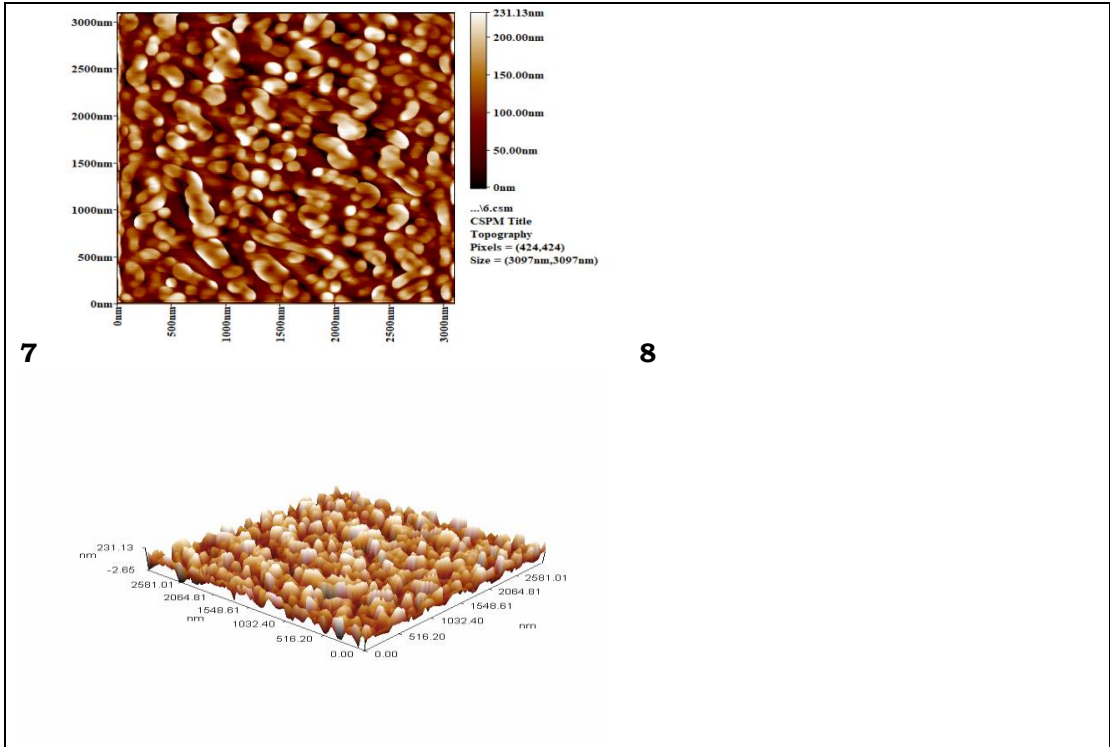 3000nm
2500nm
2000nm
1500nm
1000nm
500nm
0nm
0nm
500nm
1000nm
1500nm
2000nm
2500nm
3000nm
231.13nm
200.00nm
150.00nm
100.00nm
50.00nm
0nm
...\6.csm
CSPM Title
Topography
Pixels = (424,424)
Size = (3097nm,3097nm)
7
8
231.13
nm
-2.65
2581.01
2064.81
1548.61
nm
1032.40
516.20
0.00
0.00
516.20
1032.40
nm
1548.61
2064.81
2581.01